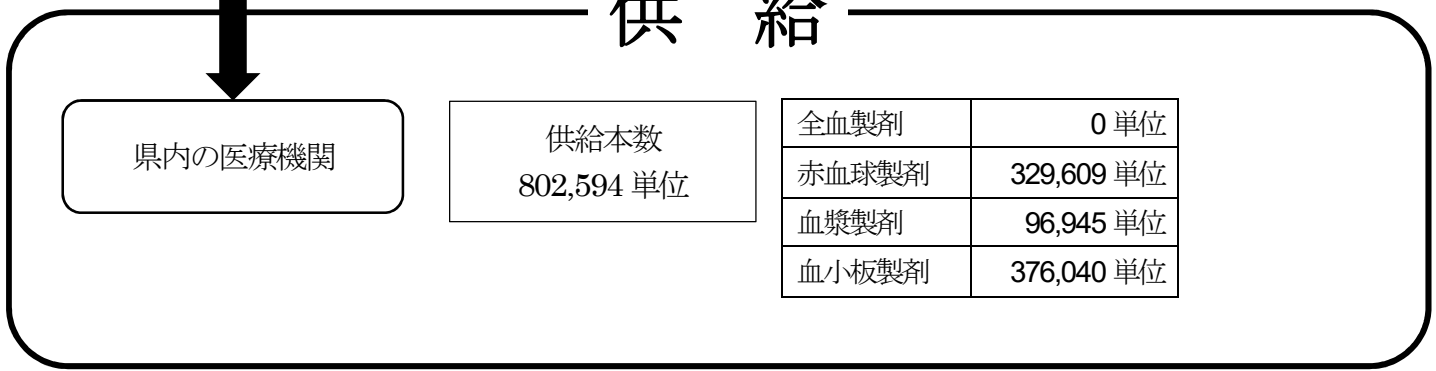 供 給
県内の医療機関
供給本数
802,594 単位
全血製剤 0 単位
赤血球製剤 329,609 単位
血漿製剤 96,945 単位
血小板製剤 376,040 単位